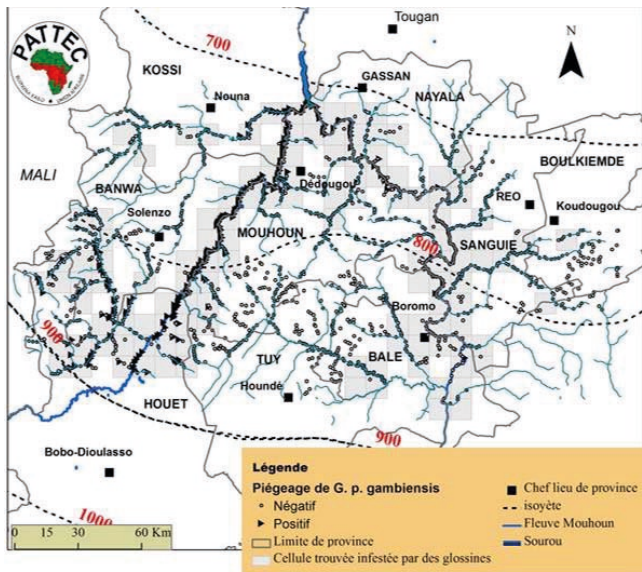 Tougan
700
PATTEC
KOSSI
GASSAN
N
Nouna
NAYALA
MALI
BOULKIEMDE
BANWA
Dédougou
REO
Koudougou
Solenzo
MOUHOUN
800
SANGUIE
900
Boromo
TUY
BALE
Houndé
HOUET
900
Bobo-Dioulasso
1000
0 15 30 60 Km
Légende
Piégeage de G. p. gambiensis
Négatif
Positif
Limite de province
Cellule trouvée infestée par des glossines
Chef lieu de province
isoyète
Fleuve Mouhoun
Sourou